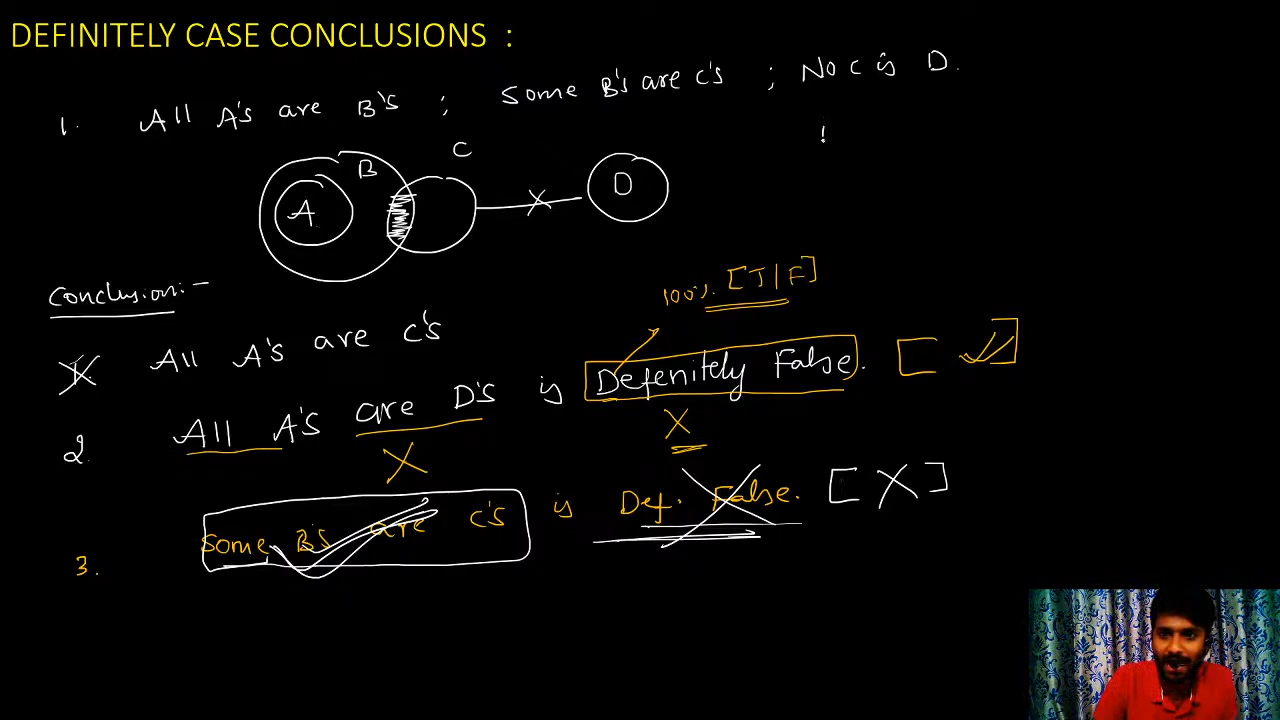 DEFINITELY CASE CONCLUSIONS :
1. All A's are B's ; Some B's are C's ; No C is D.
A B C D
Conclusion:-
1 All A's are C's
100% [T|F]
2. All A's are D's is Defenitely False. [ ✓ ]
X X
3. Some B's are C's is Def. False. [ X ]